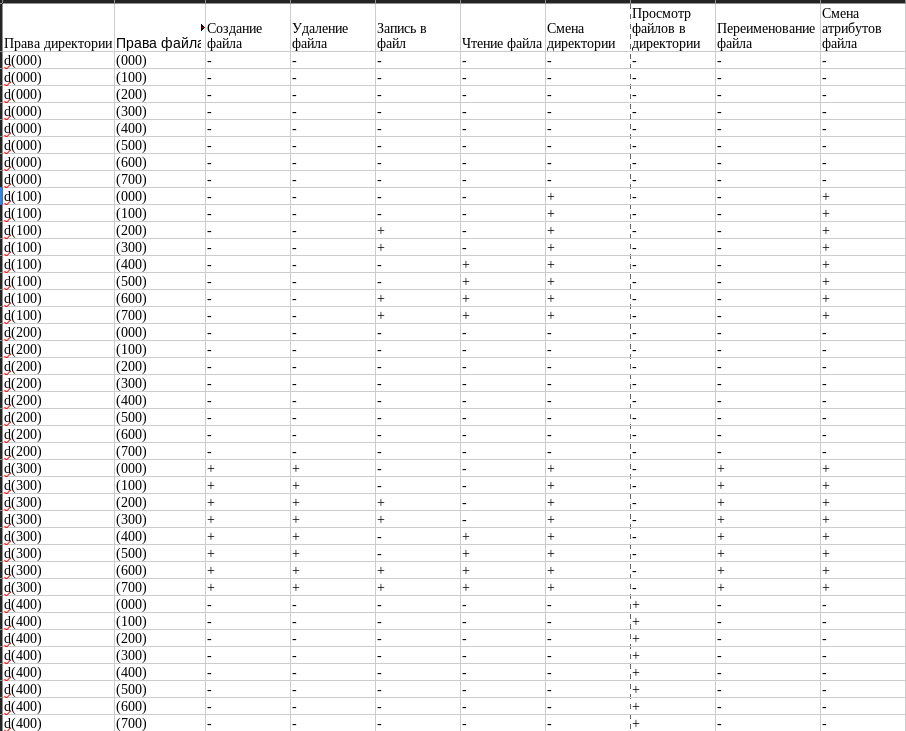 Права директории Права файла Создание файла Удаление файла Запись в файл Чтение файла Смена директории Просмотр файлов в директории Переименование файла Смена атрибутов файла
d(000) (000) - - - - - - - -
d(000) (100) - - - - - - - -
d(000) (200) - - - - - - - -
d(000) (300) - - - - - - - -
d(000) (400) - - - - - - - -
d(000) (500) - - - - - - - -
d(000) (600) - - - - - - - -
d(000) (700) - - - - - - - -
d(100) (000) - - - - + - - +
d(100) (100) - - - - + - - +
d(100) (200) - - + - + - - +
d(100) (300) - - + - + - - +
d(100) (400) - - - + + - - +
d(100) (500) - - - + + - - +
d(100) (600) - - + + + - - +
d(100) (700) - - + + + - - +
d(200) (000) - - - - - - - -
d(200) (100) - - - - - - - -
d(200) (200) - - - - - - - -
d(200) (300) - - - - - - - -
d(200) (400) - - - - - - - -
d(200) (500) - - - - - - - -
d(200) (600) - - - - - - - -
d(200) (700) - - - - - - - -
d(300) (000) + + - - + - + +
d(300) (100) + + - - + - + +
d(300) (200) + + + - + - + +
d(300) (300) + + + - + - + +
d(300) (400) + + - + + - + +
d(300) (500) + + - + + - + +
d(300) (600) + + + + + - + +
d(300) (700) + + + + + - + +
d(400) (000) - - - - - + - -
d(400) (100) - - - - - + - -
d(400) (200) - - - - - + - -
d(400) (300) - - - - - + - -
d(400) (400) - - - - - + - -
d(400) (500) - - - - - + - -
d(400) (600) - - - - - + - -
d(400) (700) - - - - - + - -